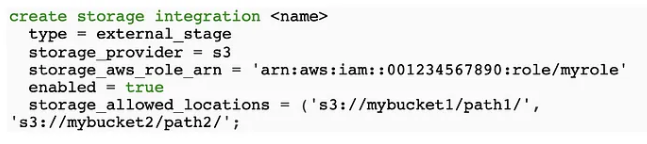 create storage integration <name>
type = external_stage
storage_provider = s3
storage_aws_role_arn = 'arn:aws:iam::001234567890:role/myrole'
enabled = true
storage_allowed_locations = ('s3://mybucket1/path1/',
's3://mybucket2/path2/';